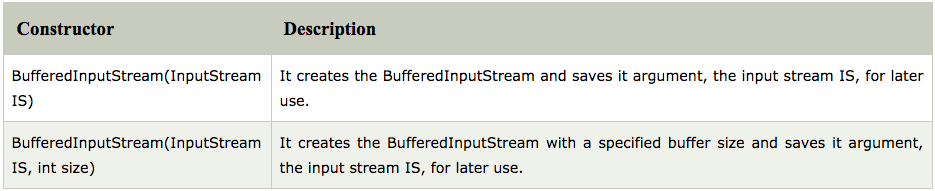 Constructor Description
BufferedInputStream(InputStream It creates the BufferedInputStream and saves it argument, the input stream IS, for later
IS) use.
BufferedInputStream(InputStream It creates the BufferedInputStream with a specified buffer size and saves it argument,
IS, int size) the input stream IS, for later use.